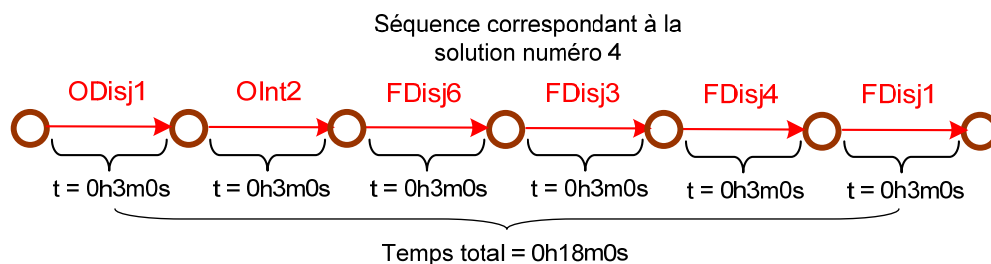 Séquence correspondant à la
solution numéro 4
ODisj1 OInt2 FDisj6 FDisj3 FDisj4 FDisj1
t = 0h3m0s t = 0h3m0s t = 0h3m0s t = 0h3m0s t = 0h3m0s t = 0h3m0s
Temps total = 0h18m0s